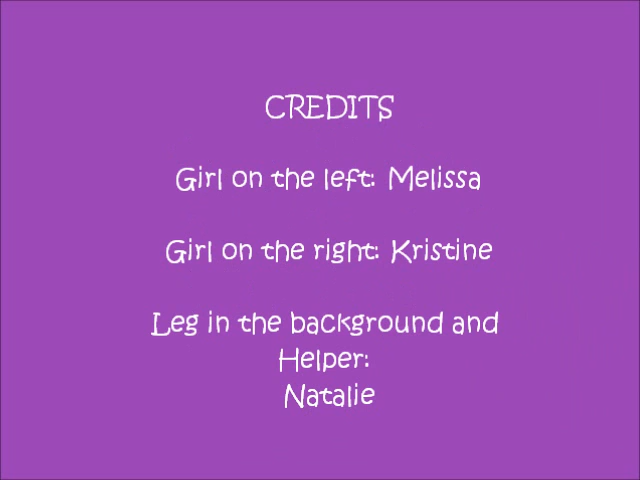 CREDITS
Girl on the left: Melissa
Girl on the right: Kristine
Leg in the background and
Helper:
Natalie